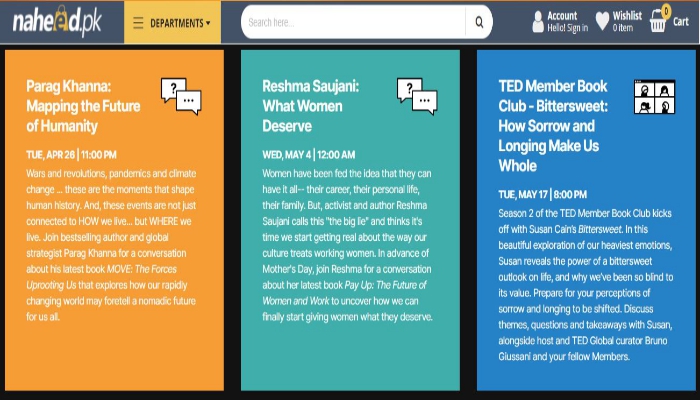 naheed.pk
DEPARTMENTS
Search here...
Account
Hello! Sign in
Wishlist
0 item
0
Cart
Parag Khanna:
Mapping the Future
of Humanity
TUE, APR 26 | 11:00 PM
Wars and revolutions, pandemics and climate
change ... these are the moments that shape
human history. And, these events are not just
connected to HOW we live... but WHERE we
live. Join bestselling author and global
strategist Parag Khanna for a conversation
about his latest book MOVE: The Forces
Uprooting Us that explores how our rapidly
changing world may foretell a nomadic future
for us all.
Reshma Saujani:
What Women
Deserve
WED, MAY 4 | 12:00 AM
Women have been fed the idea that they can
have it all-- their career, their personal life,
their family. But, activist and author Reshma
Saujani calls this "the big lie" and thinks it's
time we start getting real about the way our
culture treats working women. In advance of
Mother's Day, join Reshma for a conversation
about her latest book Pay Up: The Future of
Women and Work to uncover how we can
finally start giving women what they deserve.
TED Member Book
Club - Bittersweet:
How Sorrow and
Longing Make Us
Whole
TUE, MAY 17 | 8:00 PM
Season 2 of the TED Member Book Club kicks
off with Susan Cain's Bittersweet. In this
beautiful exploration of our heaviest emotions,
Susan reveals the power of a bittersweet
outlook on life, and why we've been so blind to
its value. Prepare for your perceptions of
sorrow and longing to be shifted. Discuss
themes, questions and takeaways with Susan,
alongside host and TED Global curator Bruno
Giussani and your fellow Members.